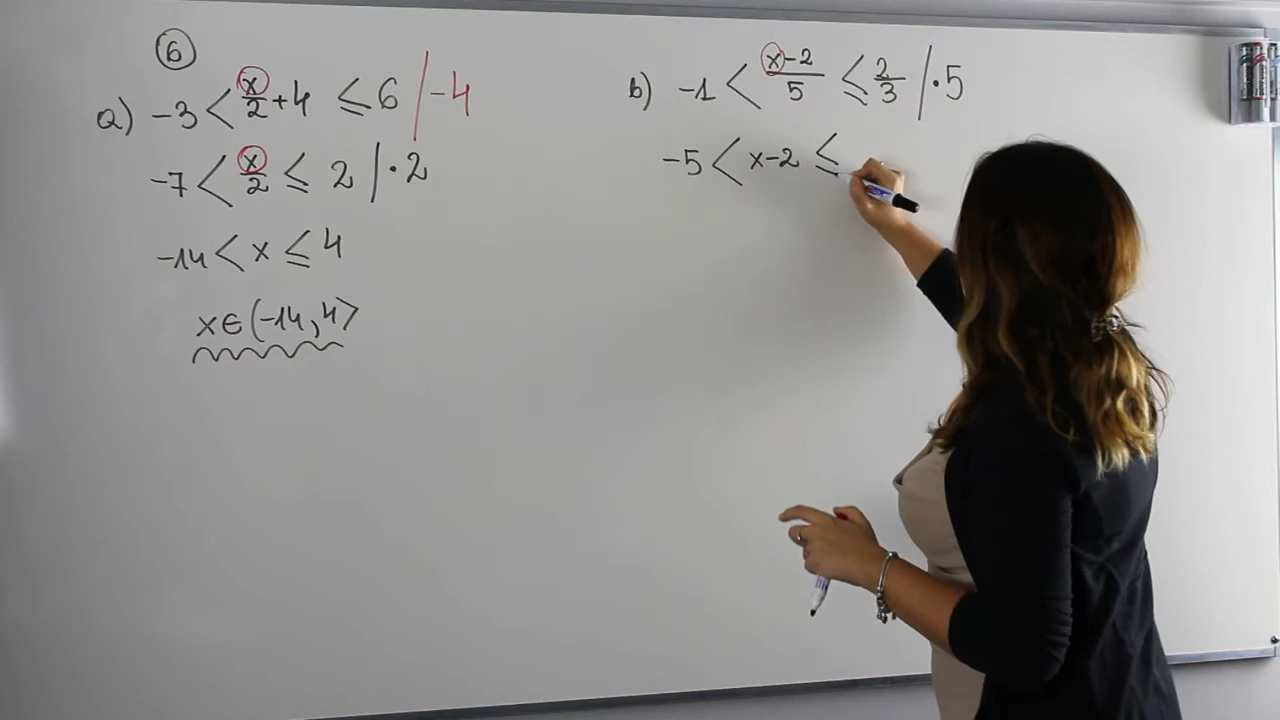 6
a) -3 < x/2 + 4 ≤ 6 | -4
-7 < x/2 ≤ 2 | · 2
-14 < x ≤ 4
x ∈ (-14, 4>
b) -1 < (x-2)/5 ≤ 2/3 | · 5
-5 < x-2 ≤